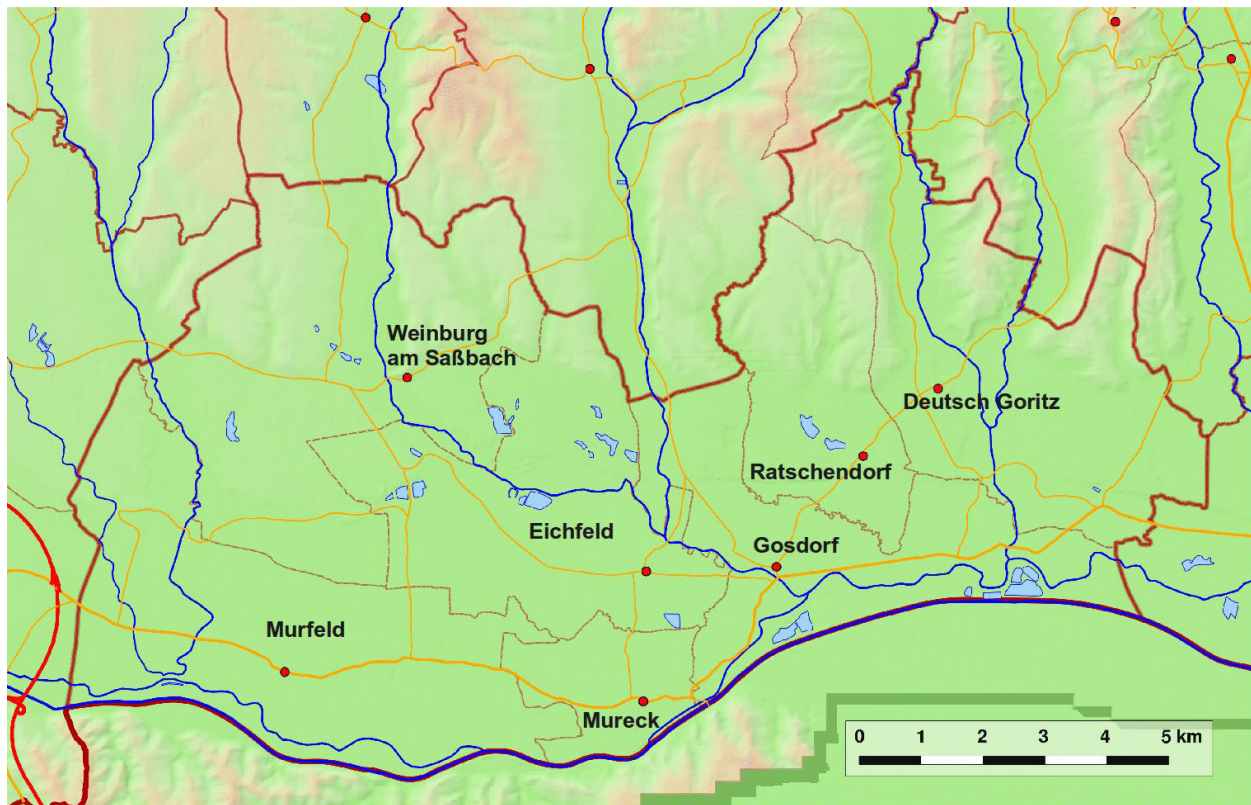 Weinburg
am Saßbach
Deutsch Goritz
Ratschendorf
Eichfeld
Gosdorf
Murfeld
Mureck
0 1 2 3 4 5 km